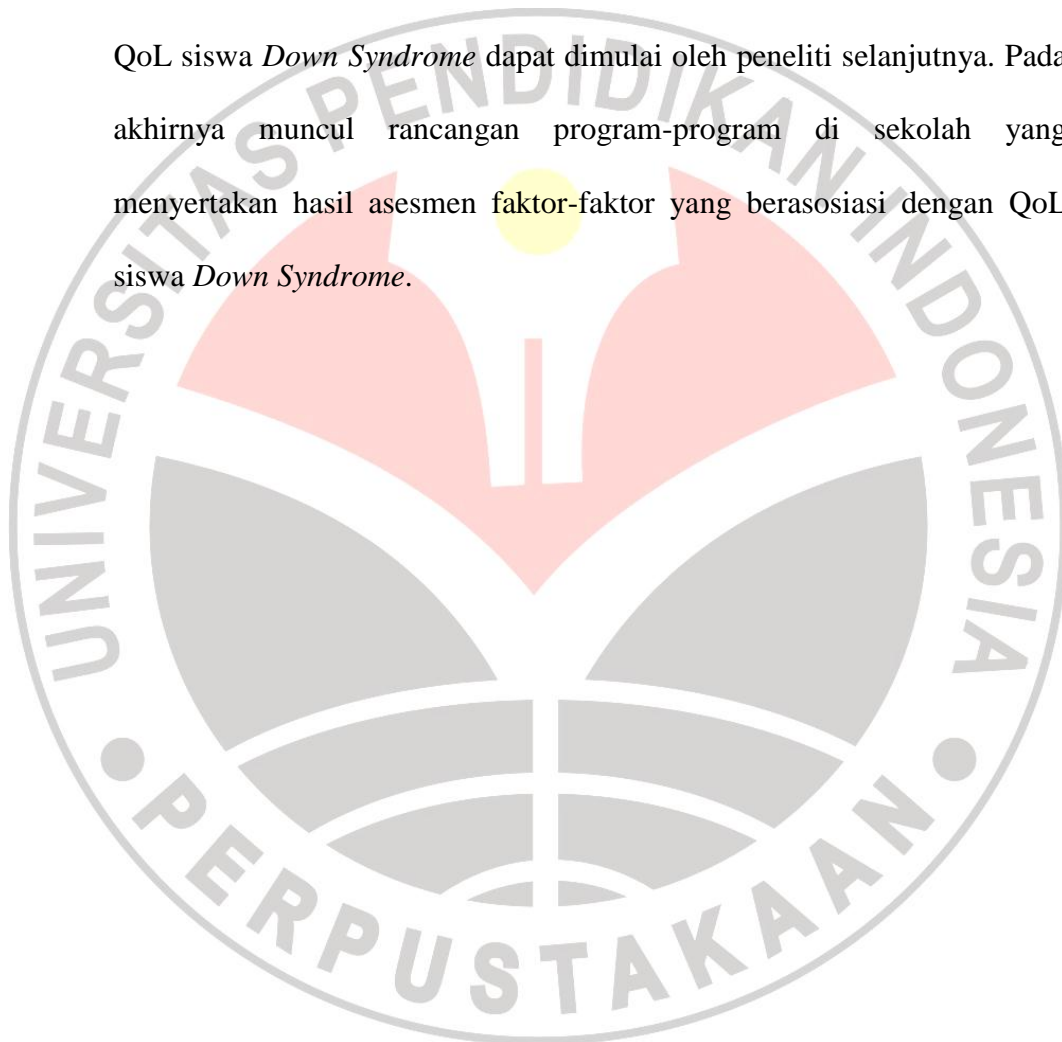 QoL siswa Down Syndrome dapat dimulai oleh peneliti selanjutnya. Pada
akhirnya muncul rancangan program-program di sekolah yang
menyertakan hasil asesmen faktor-faktor yang berasosiasi dengan QoL
siswa Down Syndrome.
UNIVERSITAS PENDIDIKAN INDONESIA
PERPUSTAKAAN